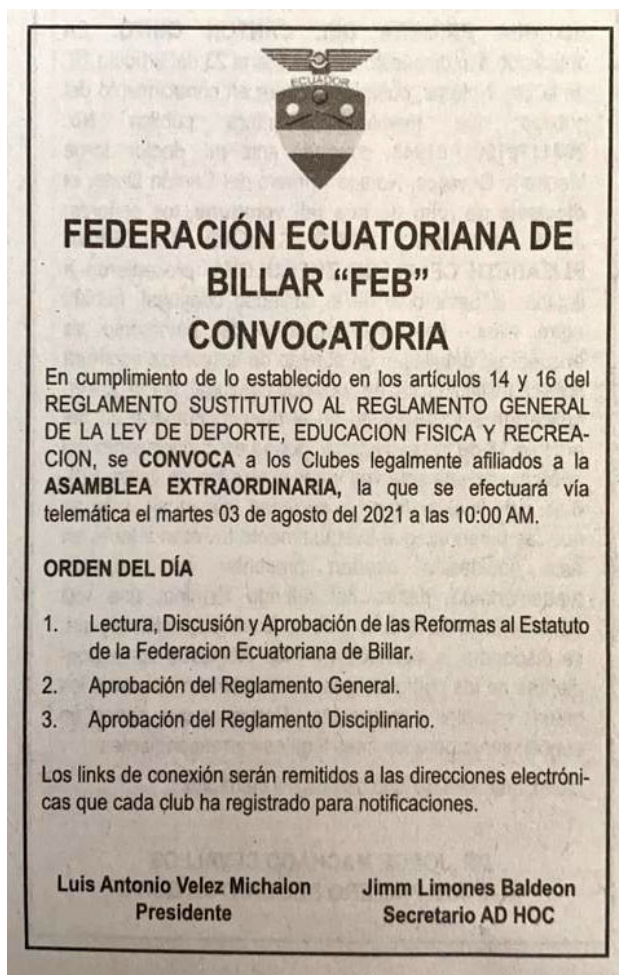 ECUADOR
FEDERACIÓN ECUATORIANA DE
BILLAR “FEB”
CONVOCATORIA
En cumplimiento de lo establecido en los artículos 14 y 16 del
REGLAMENTO SUSTITUTIVO AL REGLAMENTO GENERAL
DE LA LEY DE DEPORTE, EDUCACION FISICA Y RECREA-
CION, se CONVOCA a los Clubes legalmente afiliados a la
ASAMBLEA EXTRAORDINARIA, la que se efectuará vía
telemática el martes 03 de agosto del 2021 a las 10:00 AM.
ORDEN DEL DÍA
1. Lectura, Discusión y Aprobación de las Reformas al Estatuto
de la Federacion Ecuatoriana de Billar.
2. Aprobación del Reglamento General.
3. Aprobación del Reglamento Disciplinario.
Los links de conexión serán remitidos a las direcciones electróni-
cas que cada club ha registrado para notificaciones.
Luis Antonio Velez Michalon
Presidente
Jimm Limones Baldeon
Secretario AD HOC